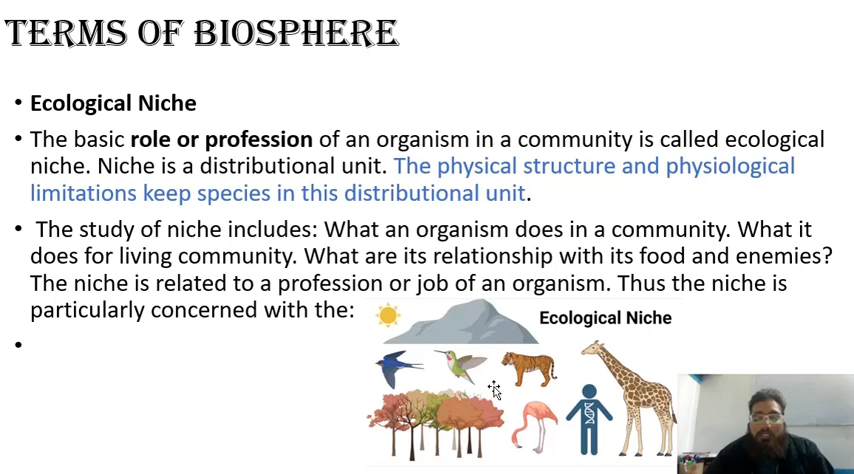 TERMS OF BIOSPHERE
• Ecological Niche
• The basic role or profession of an organism in a community is called ecological
niche. Niche is a distributional unit. The physical structure and physiological
limitations keep species in this distributional unit.
• The study of niche includes: What an organism does in a community. What it
does for living community. What are its relationship with its food and enemies?
The niche is related to a profession or job of an organism. Thus the niche is
particularly concerned with the:
•
Ecological Niche